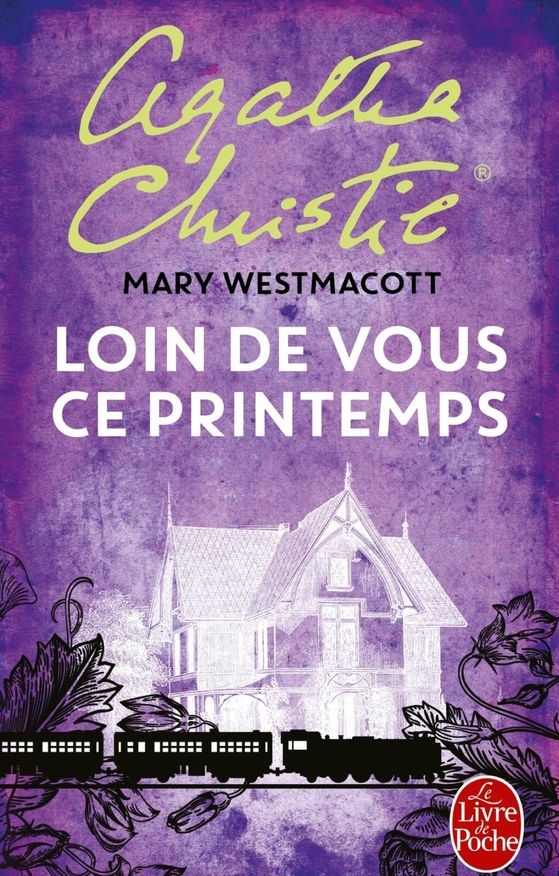 Agatha
Christie®
MARY WESTMACOTT
LOIN DE VOUS
CE PRINTEMPS
Le
LIVRE
de
POCHE